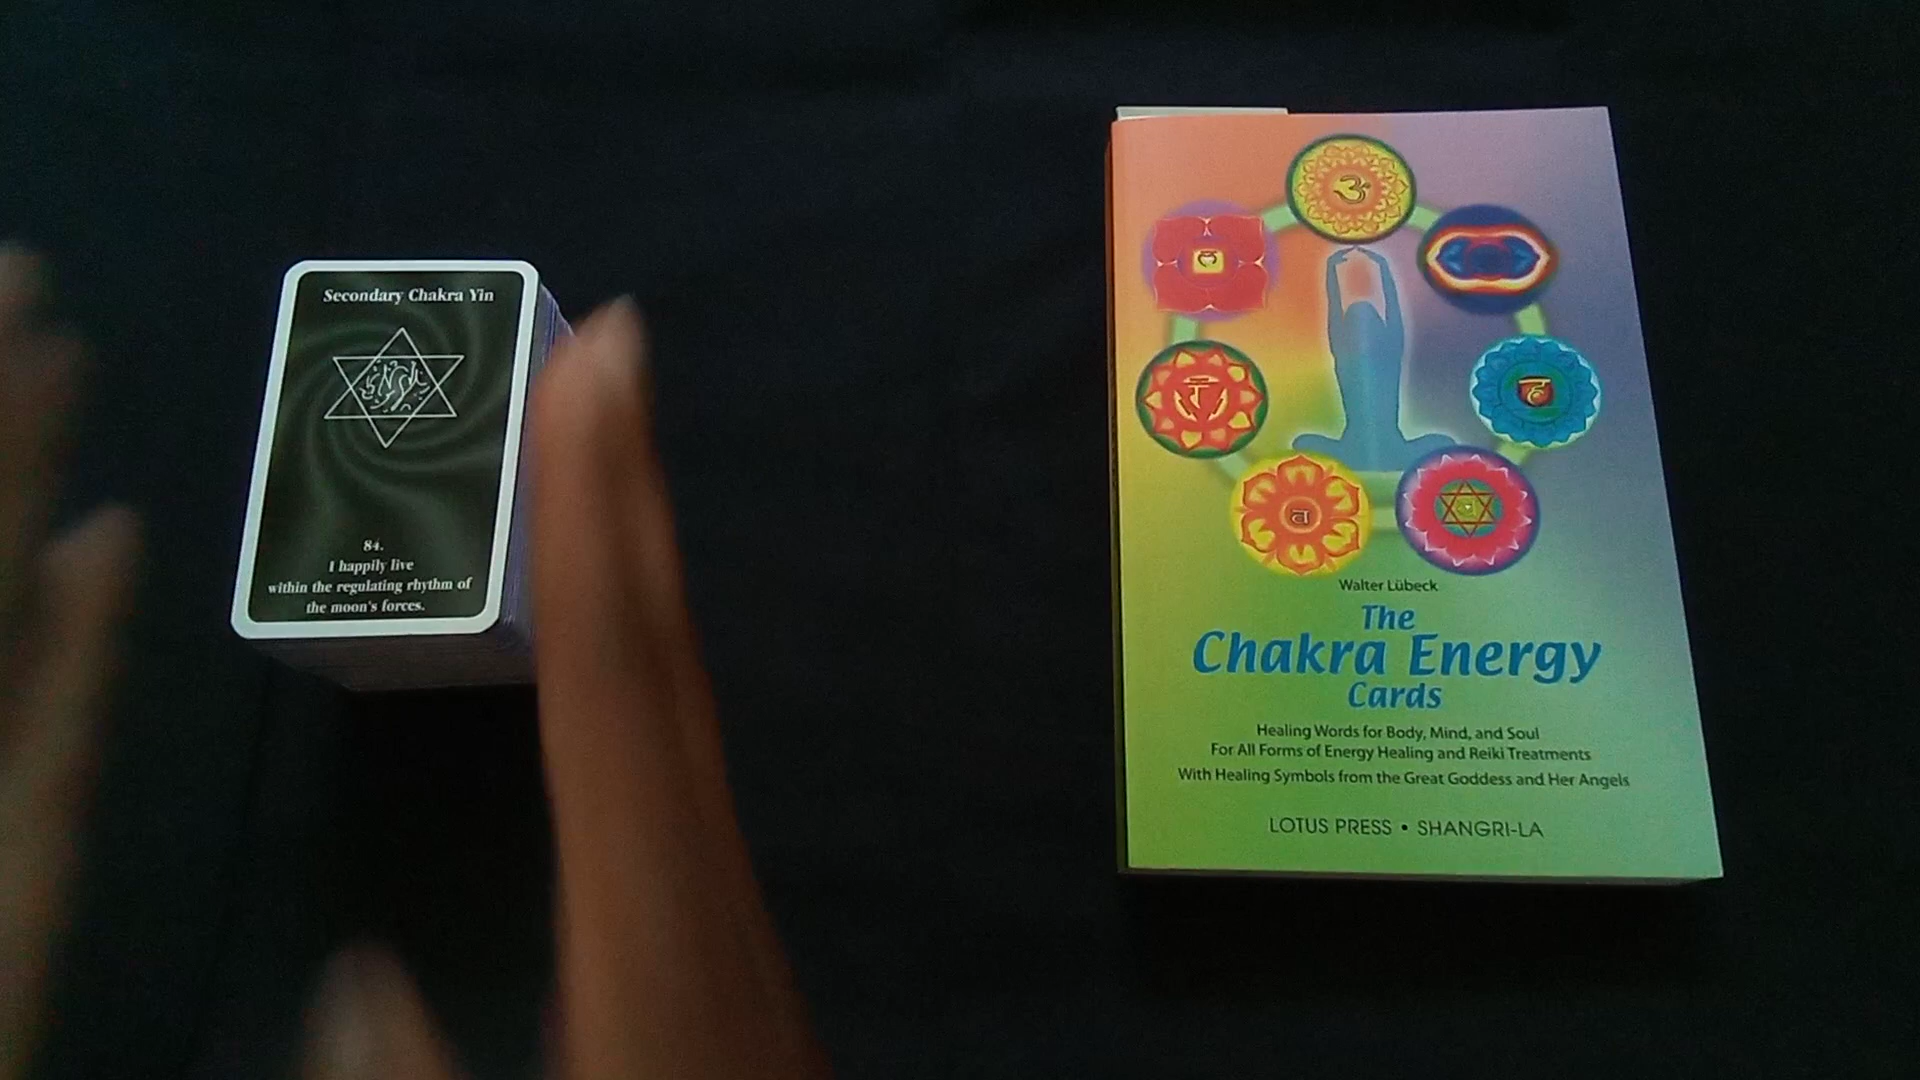 Secondary Chakra Yin
84.
I happily live
within the regulating rhythm of
the moon's forces.
ॐ
ह
व
Walter Lübeck
The
Chakra Energy
Cards
Healing Words for Body, Mind, and Soul
For All Forms of Energy Healing and Reiki Treatments
With Healing Symbols from the Great Goddess and Her Angels
LOTUS PRESS • SHANGRI-LA